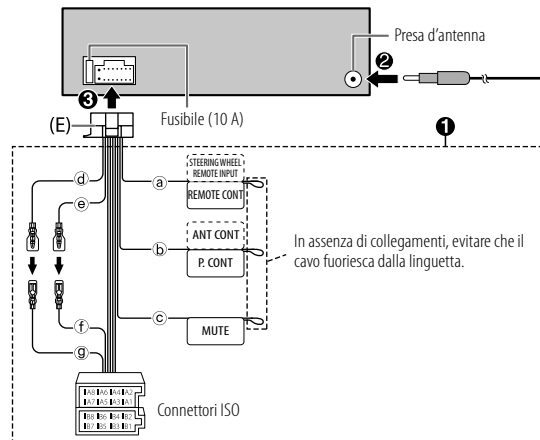 Presa d'antenna
❷
❸
Fusibile (10 A)
(E)
❶
ⓓ
ⓔ
ⓐ
STEERING WHEEL
REMOTE INPUT
REMOTE CONT
ⓑ
ANT CONT
P. CONT
In assenza di collegamenti, evitare che il
cavo fuoriesca dalla linguetta.
ⓒ
MUTE
ⓕ
ⓖ
Connettori ISO
A8 A6 A4 A2
A7 A5 A3 A1
B8 B6 B4 B2
B7 B5 B3 B1